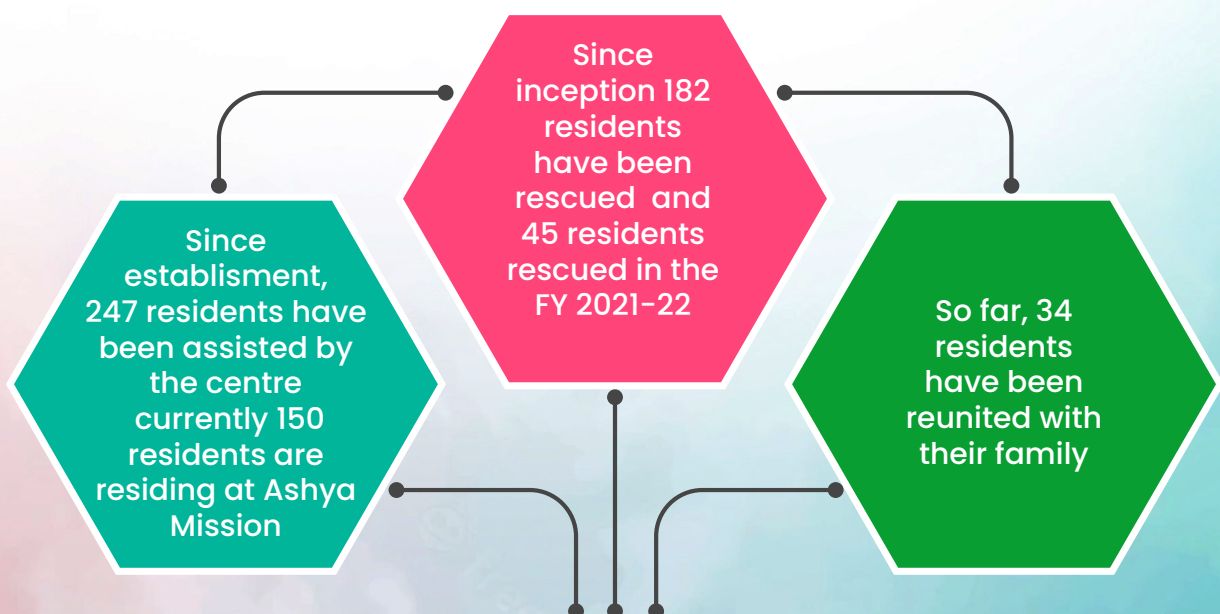 Since
inception 182
residents
have been
rescued and
45 residents
rescued in the
FY 2021-22
Since
establisment,
247 residents have
been assisted by
the centre
currently 150
residents are
residing at Ashya
Mission
So far, 34
residents
have been
reunited with
their family